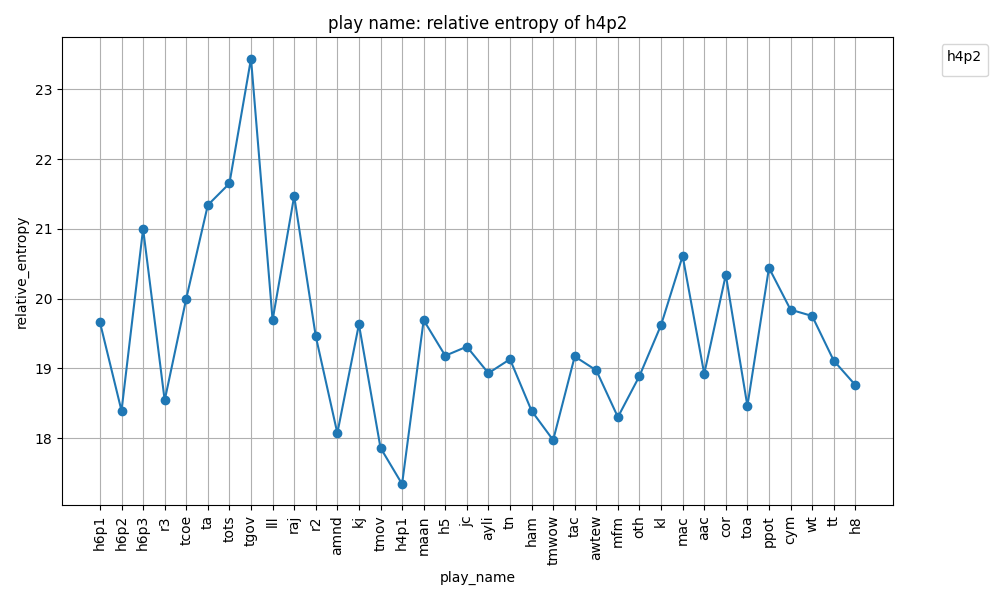 play name: relative entropy of h4p2
h4p2
relative_entropy
23
22
21
20
19
18
h6p1
h6p2
h6p3
r3
tcoe
ta
tots
tgov
lll
raj
r2
amnd
kj
tmov
h4p1
maan
h5
jc
ayli
tn
ham
tmwow
tac
awtew
mfm
oth
kl
mac
aac
cor
toa
ppot
cym
wt
tt
h8
play_name